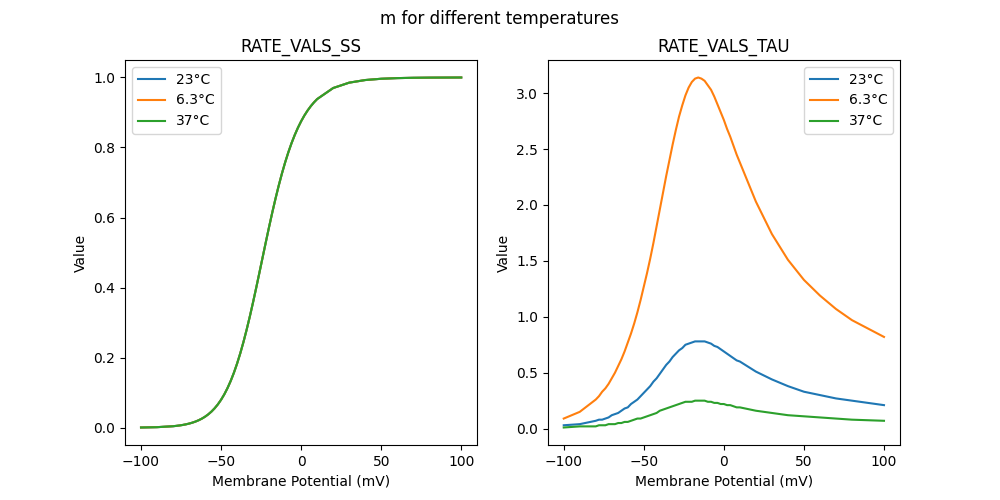 m for different temperatures
RATE_VALS_SS
RATE_VALS_TAU
23°C
6.3°C
37°C
23°C
6.3°C
37°C
1.0
0.8
0.6
0.4
0.2
0.0
Value
−100
−50
0
50
100
Membrane Potential (mV)
3.0
2.5
2.0
1.5
1.0
0.5
0.0
Value
−100
−50
0
50
100
Membrane Potential (mV)